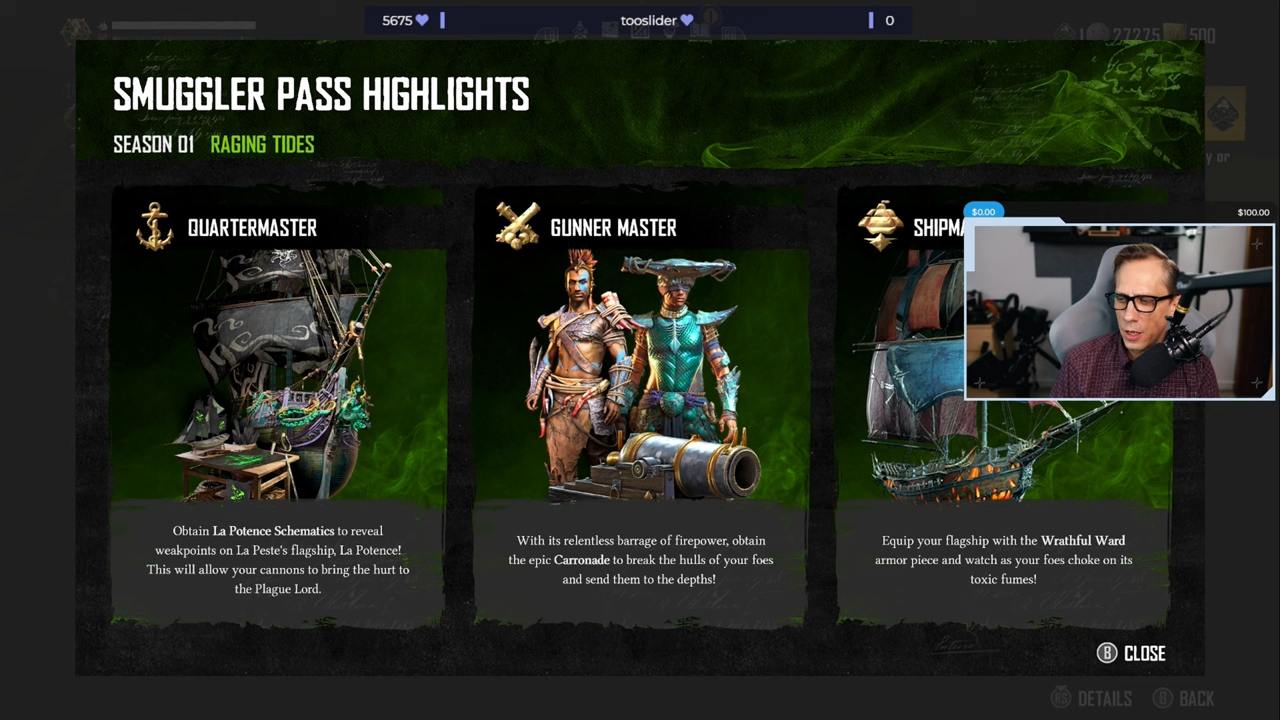 5675
tooslider
0
27275
500
SMUGGLER PASS HIGHLIGHTS
SEASON 01 RAGING TIDES
QUARTERMASTER
GUNNER MASTER
$0.00
$100.00
Obtain La Potence Schematics to reveal
weakpoints on La Peste's flagship, La Potence!
This will allow your cannons to bring the hurt to
the Plague Lord.
With its relentless barrage of firepower, obtain
the epic Carronade to break the hulls of your foes
and send them to the depths!
Equip your flagship with the Wrathful Ward
armor piece and watch as your foes choke on its
toxic fumes!
B CLOSE
RS DETAILS B BACK